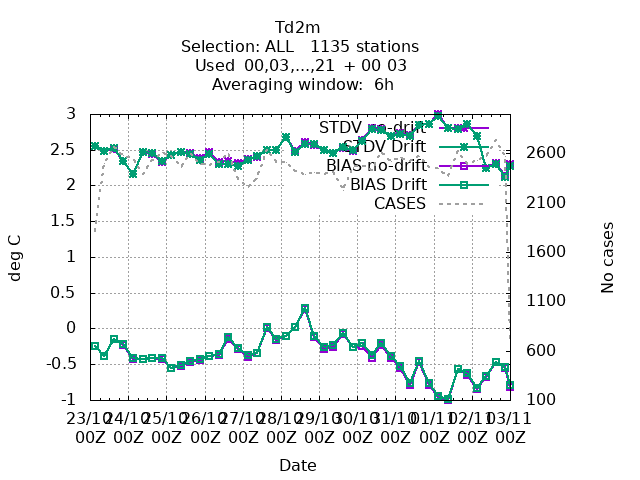 Td2m
Selection: ALL   1135 stations
Used  00,03,...,21  + 00 03
Averaging window:  6h
STDV no-drift
STDV Drift
BIAS no-drift
BIAS Drift
CASES
3
2.5
2
1.5
1
0.5
0
-0.5
-1
deg C
2600
2100
1600
1100
600
100
No cases
23/10 24/10 25/10 26/10 27/10 28/10 29/10 30/10 31/10 01/11 02/11 03/11
00Z 00Z 00Z 00Z 00Z 00Z 00Z 00Z 00Z 00Z 00Z 00Z
Date